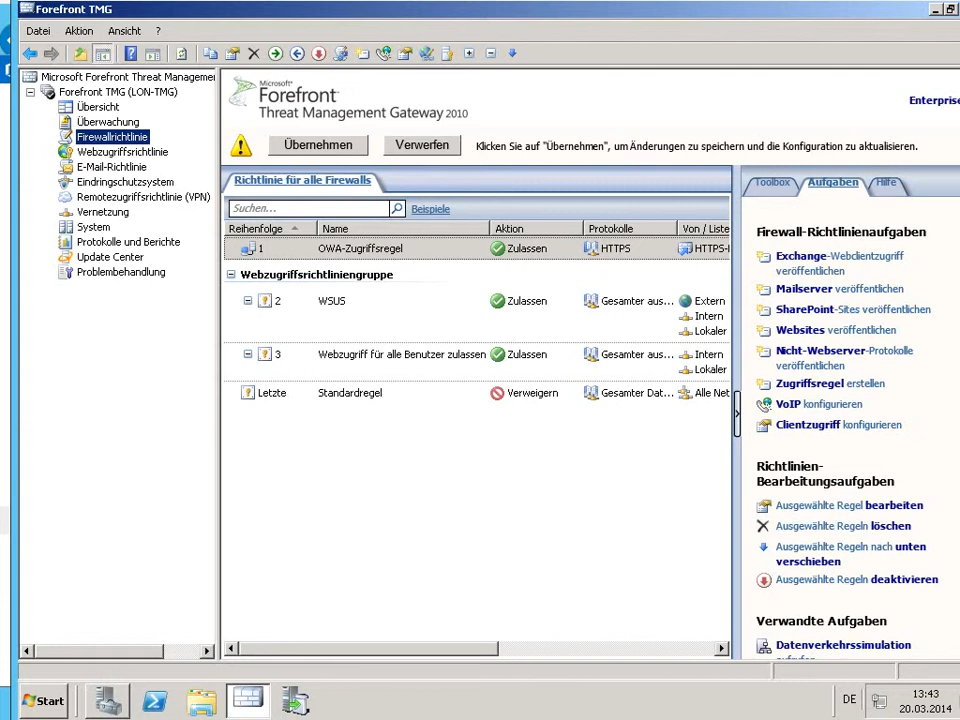 Forefront TMG
Datei Aktion Ansicht ?
Microsoft Forefront Threat Manageme
Forefront TMG (LON-TMG)
Übersicht
Überwachung
Firewallrichtlinie
Webzugriffsrichtlinie
E-Mail-Richtlinie
Eindringschutzsystem
Remotezugriffsrichtlinie (VPN)
Vernetzung
System
Protokolle und Berichte
Update Center
Problembehandlung
Microsoft®
Forefront™
Threat Management Gateway 2010
Enterprise
Übernehmen Verwerfen Klicken Sie auf "Übernehmen", um Änderungen zu speichern und die Konfiguration zu aktualisieren.
Richtlinie für alle Firewalls
Suchen... Beispiele
Reihenfolge Name Aktion Protokolle Von / Liste
1 OWA-Zugriffsregel Zulassen HTTPS HTTPS-
Webzugriffsrichtliniengruppe
2 WSUS Zulassen Gesamter aus... Extern
Intern
Lokaler
3 Webzugriff für alle Benutzer zulassen Zulassen Gesamter aus... Intern
Lokaler
Letzte Standardregel Verweigern Gesamter Dat... Alle Net
Toolbox Aufgaben Hilfe
Firewall-Richtlinienaufgaben
Exchange-Webclientzugriff
veröffentlichen
Mailserver veröffentlichen
SharePoint-Sites veröffentlichen
Websites veröffentlichen
Nicht-Webserver-Protokolle
veröffentlichen
Zugriffsregel erstellen
VoIP konfigurieren
Clientzugriff konfigurieren
Richtlinien-
Bearbeitungsaufgaben
Ausgewählte Regel bearbeiten
Ausgewählte Regeln löschen
Ausgewählte Regeln nach unten
verschieben
Ausgewählte Regeln deaktivieren
Verwandte Aufgaben
Datenverkehrssimulation
Start
DE
13:43
20.03.2014